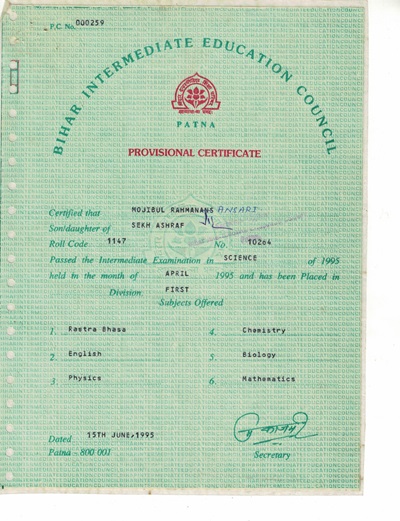 P.C No. 000259
BIHAR INTERMEDIATE EDUCATION COUNCIL
PATNA
PROVISIONAL CERTIFICATE
Certified that MOJIBUL RAHMANANS ANSARI
Son/daughter of SEKH ASHRAF
Roll Code 1147 No. 10264
Passed the Intermediate Examination in SCIENCE of 1995
held in the month of APRIL 1995 and has been Placed in
Division. FIRST
Subjects Offered
1. Rastra Bhasa 4. Chemistry
2. English 5. Biology
3. Physics 6. Mathematics
Dated 15TH JUNE,1995
Patna - 800 001 Secretary